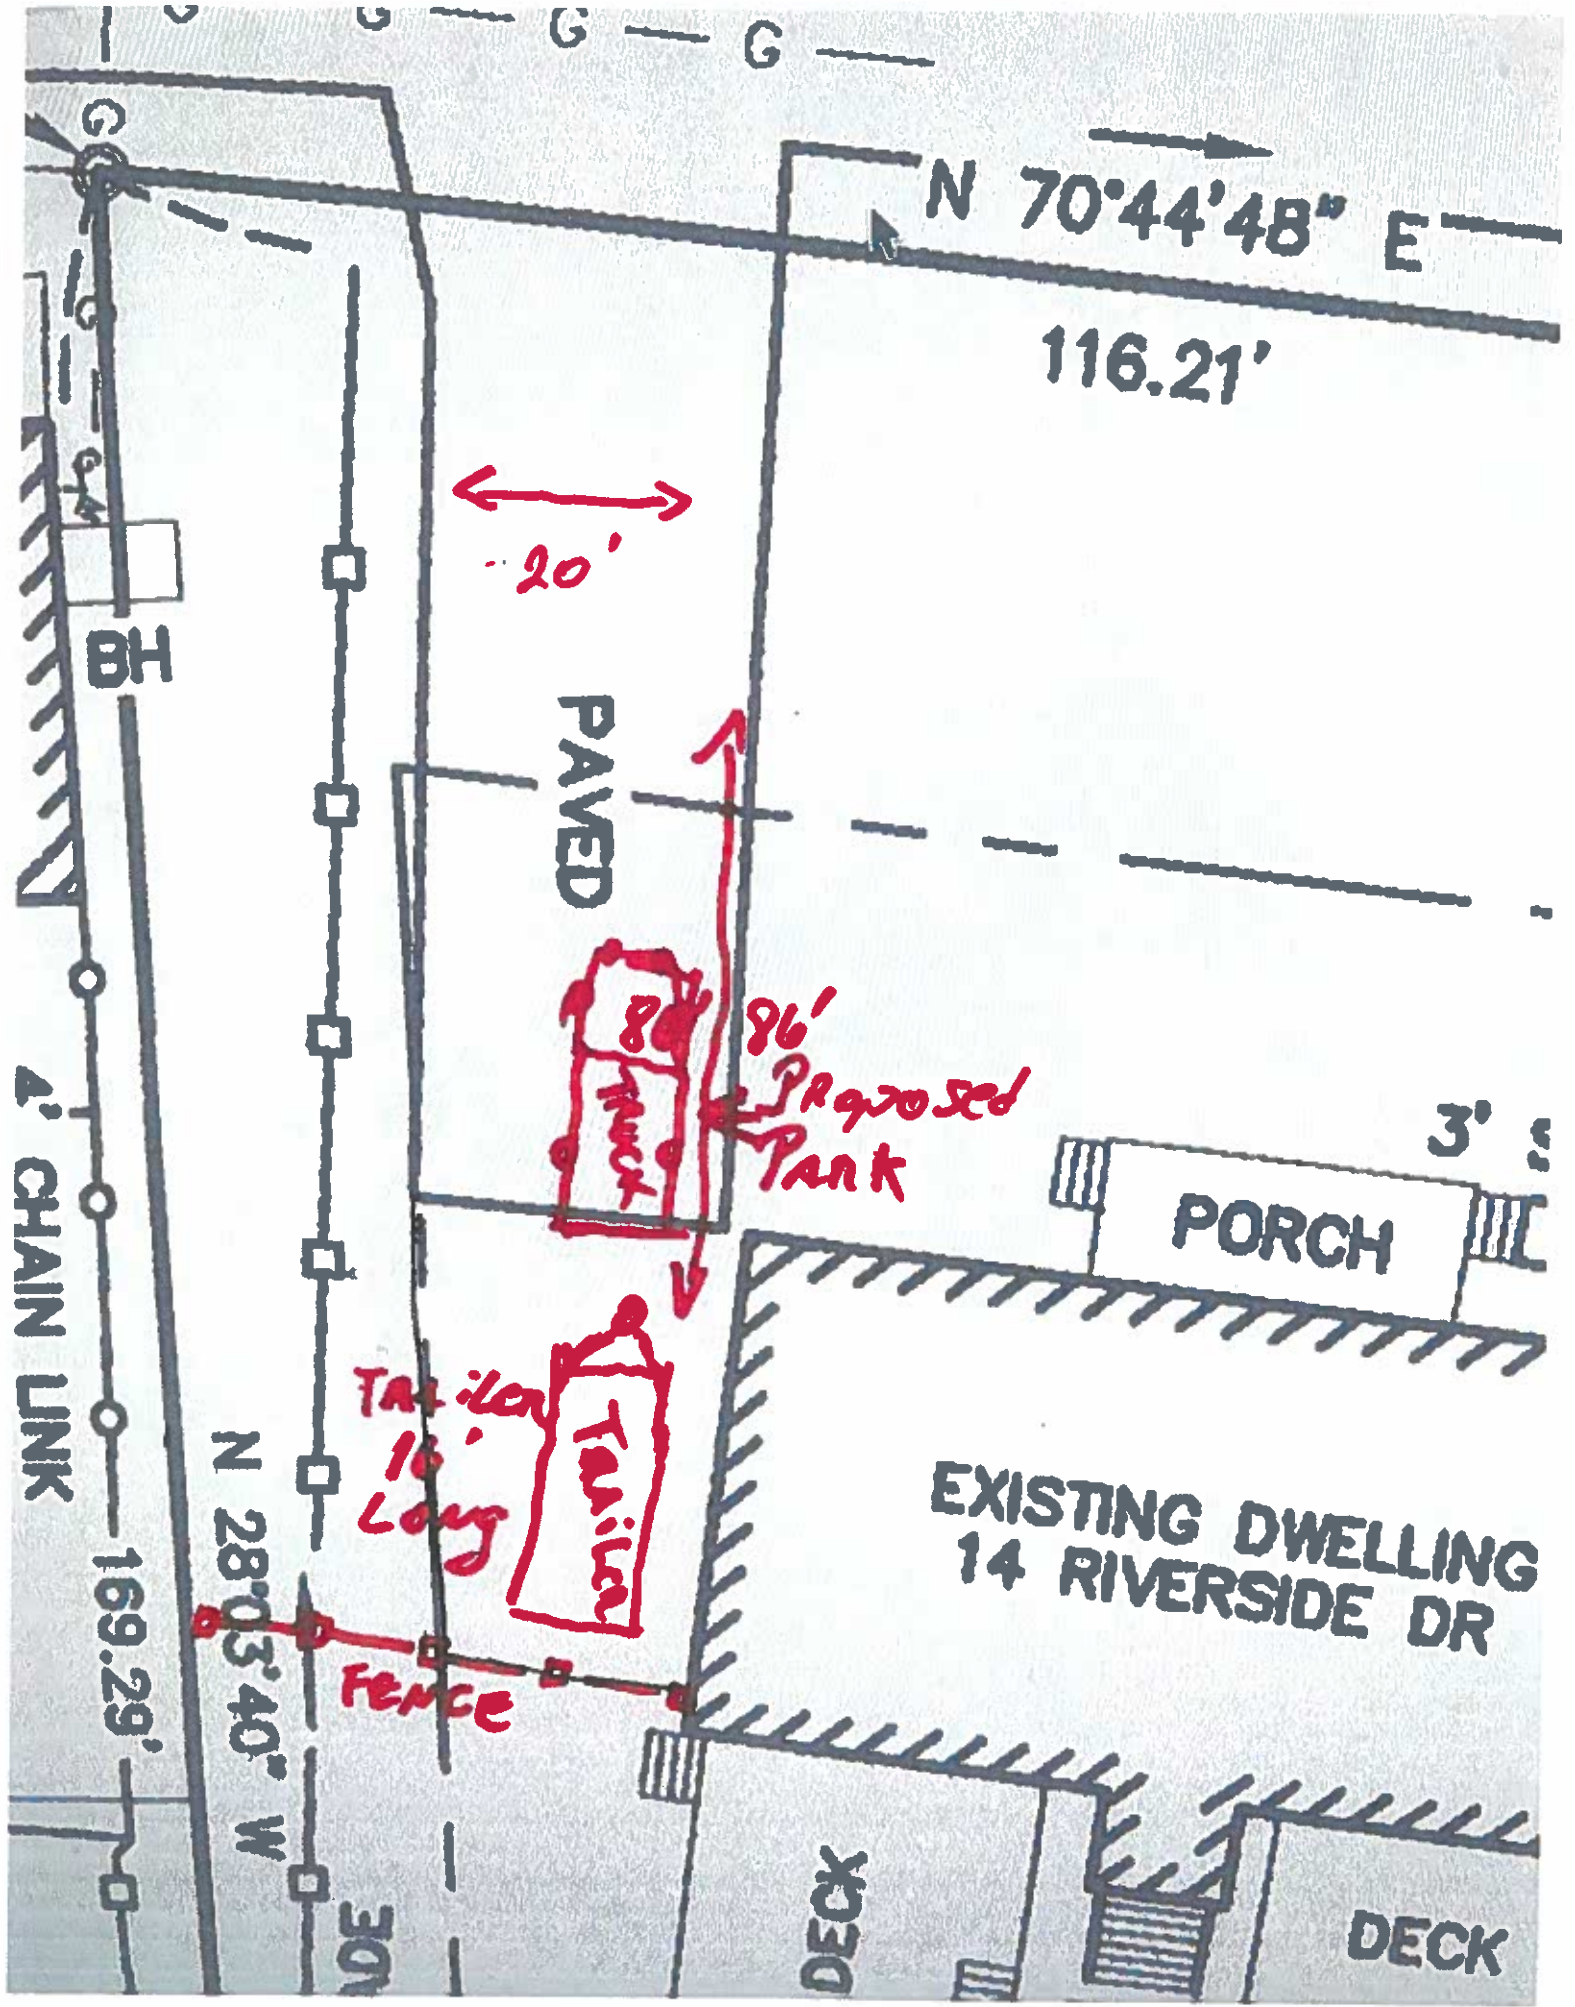 G G G G
G
N 70°44'48" E
116.21'
G
G
20'
BH
PAVED
86'
80
Proposed
Park
TRUCK
3'
PORCH
4' CHAIN LINK
Trailer
16'
Long
Trailer
EXISTING DWELLING
14 RIVERSIDE DR
N 28°03'40" W
169.29'
FENCE
DECK
DECK